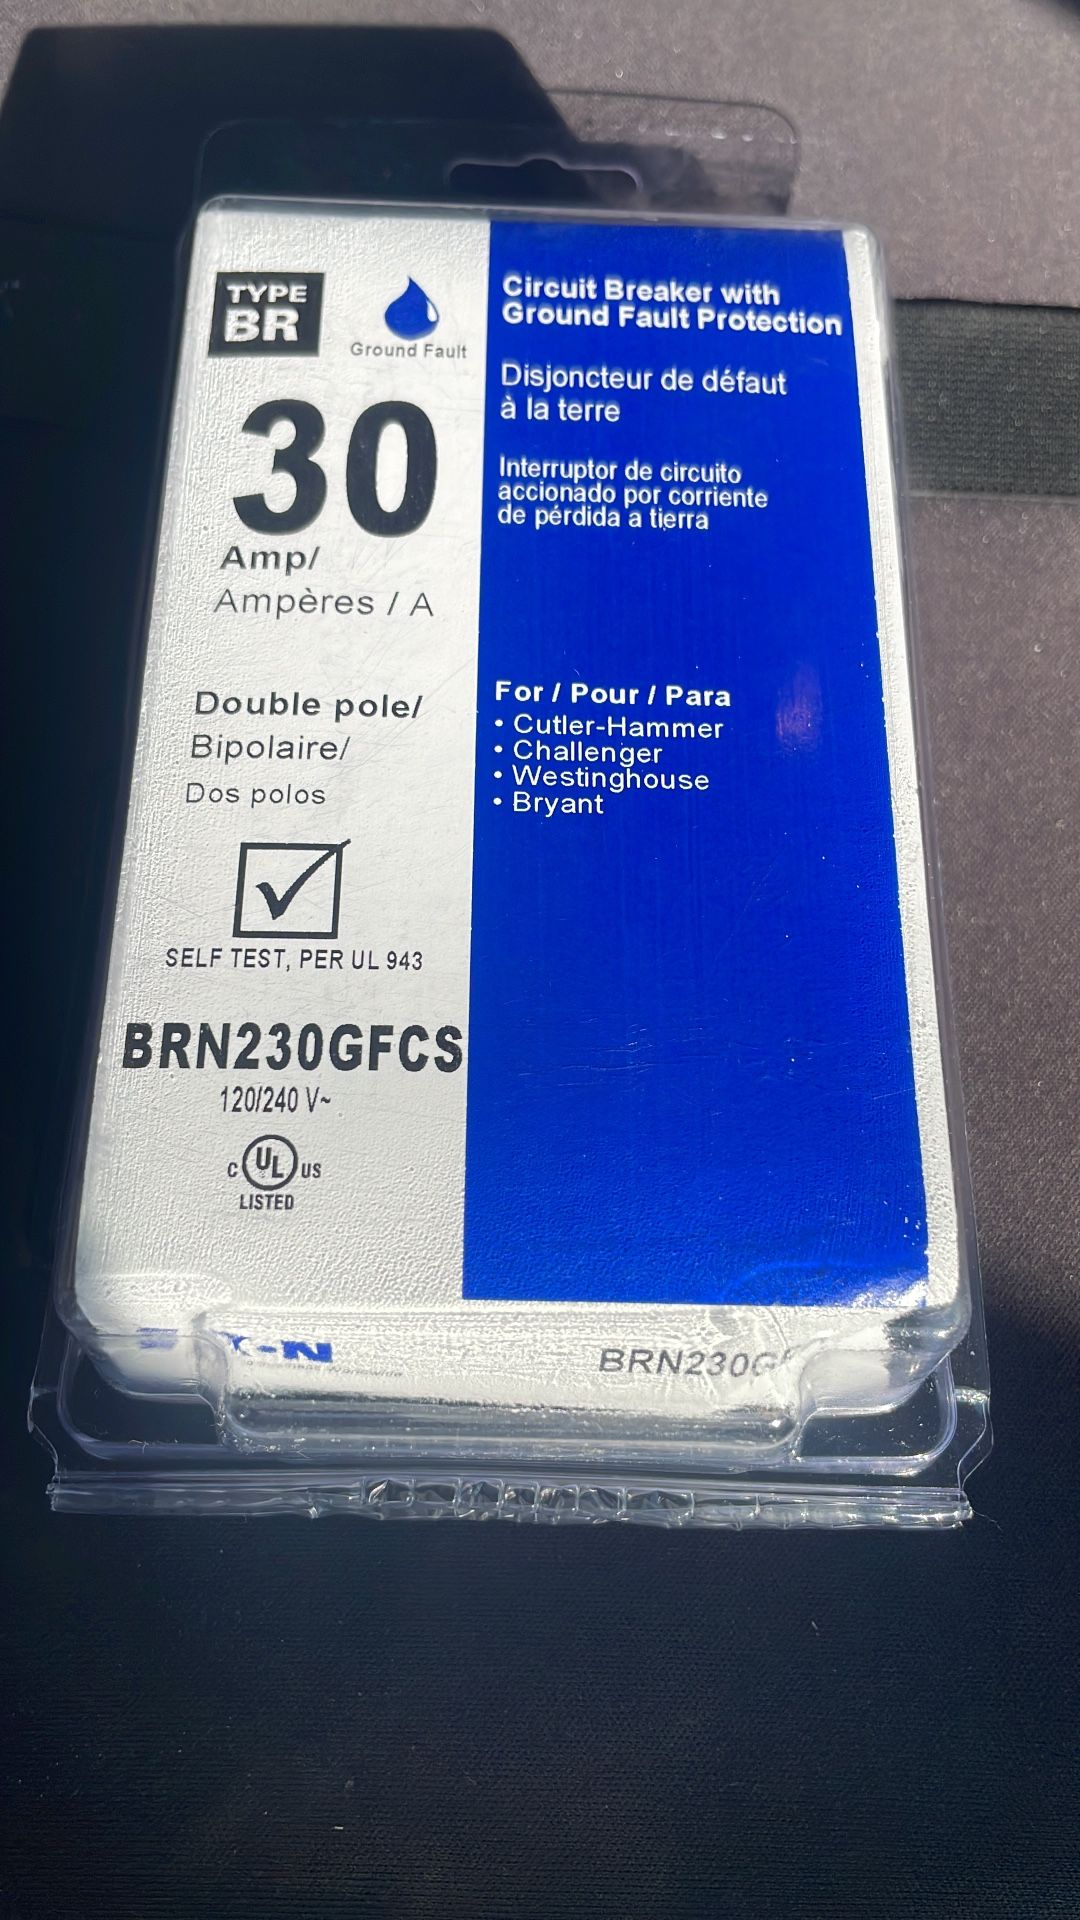 TYPE
BR
Ground Fault
30
Amp/
Ampères / A
Double pole/
Bipolaire/
Dos polos
SELF TEST, PER UL 943
BRN230GFCS
120/240 V~
C UL US
LISTED
Circuit Breaker with
Ground Fault Protection
Disjoncteur de défaut
à la terre
Interruptor de circuito
accionado por corriente
de pérdida a tierra
For / Pour / Para
• Cutler-Hammer
• Challenger
• Westinghouse
• Bryant
BRN230G